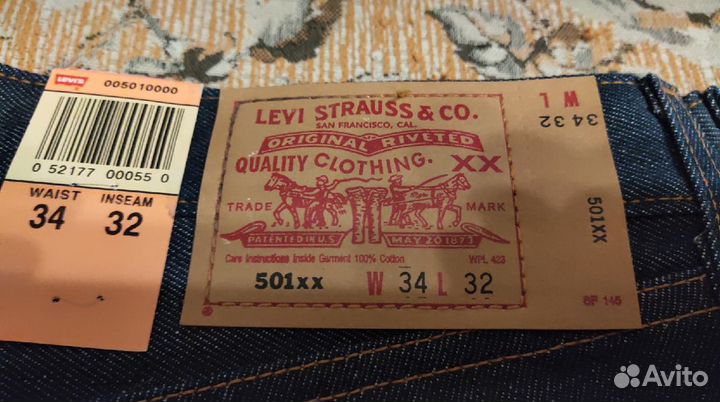 LEVI'S
005010000
0 52177 00055 0
WAIST INSEAM
34 32
LEVI STRAUSS & CO.
SAN FRANCISCO, CAL.
ORIGINAL RIVETED
QUALITY CLOTHING. XX
TRADE MARK
PATENTED IN U.S. MAY 20 1873
Care Instructions Inside Garment 100% Cotton WPL 423
501xx W 34 L 32
W L
34 32
501XX
SF 146
Avito